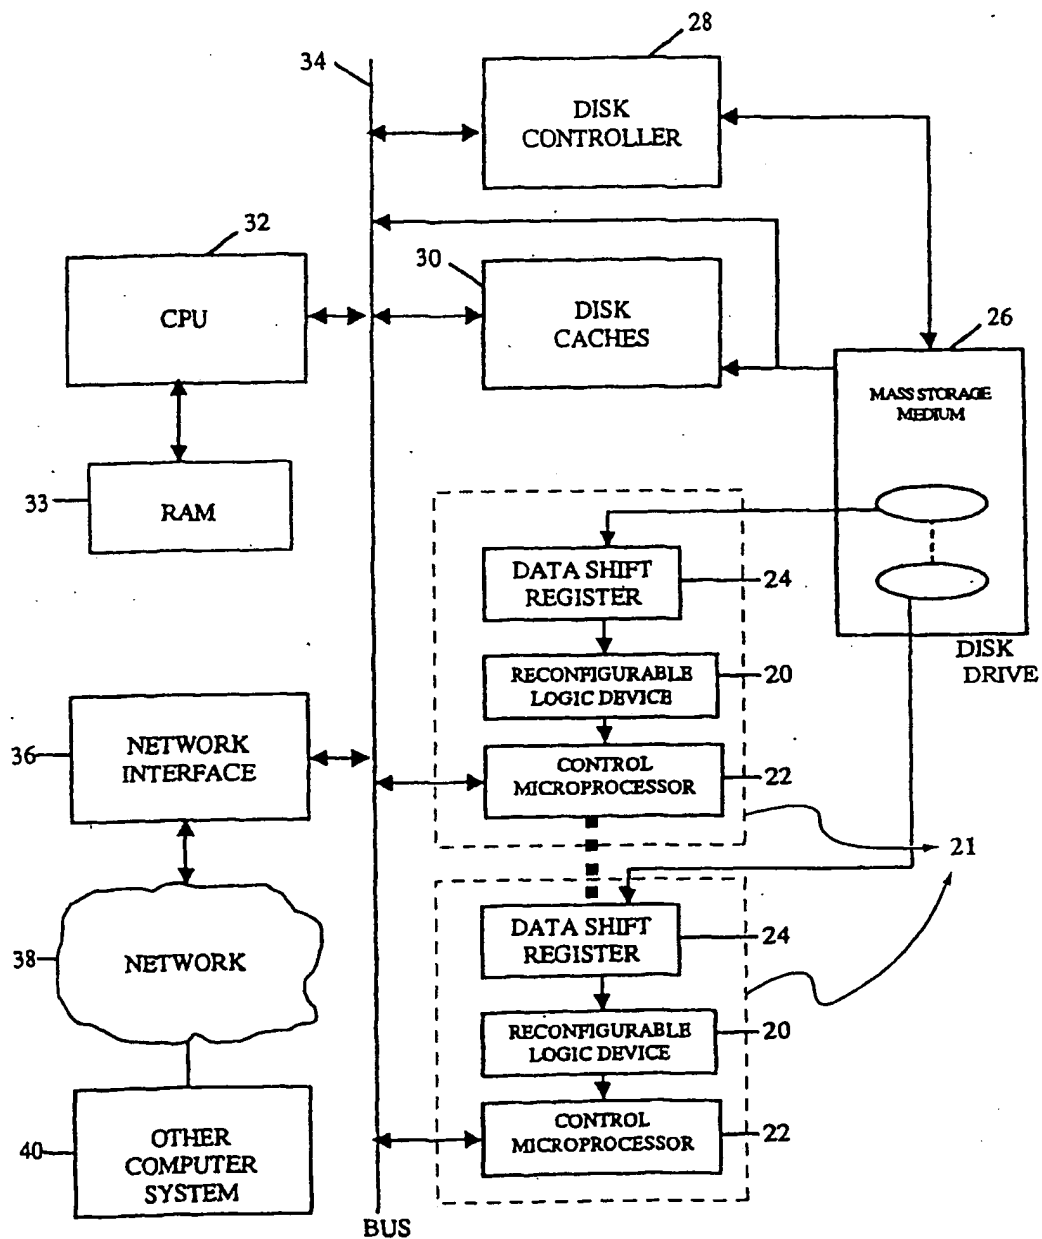 28
34
DISK
CONTROLLER
32
30
CPU
DISK
CACHES
26
MASS STORAGE
MEDIUM
33
RAM
DATA SHIFT
REGISTER
24
DISK
DRIVE
RECONFIGURABLE
LOGIC DEVICE
20
36
NETWORK
INTERFACE
CONTROL
MICROPROCESSOR
22
21
DATA SHIFT
REGISTER
24
38
NETWORK
RECONFIGURABLE
LOGIC DEVICE
20
CONTROL
MICROPROCESSOR
22
40
OTHER
COMPUTER
SYSTEM
BUS